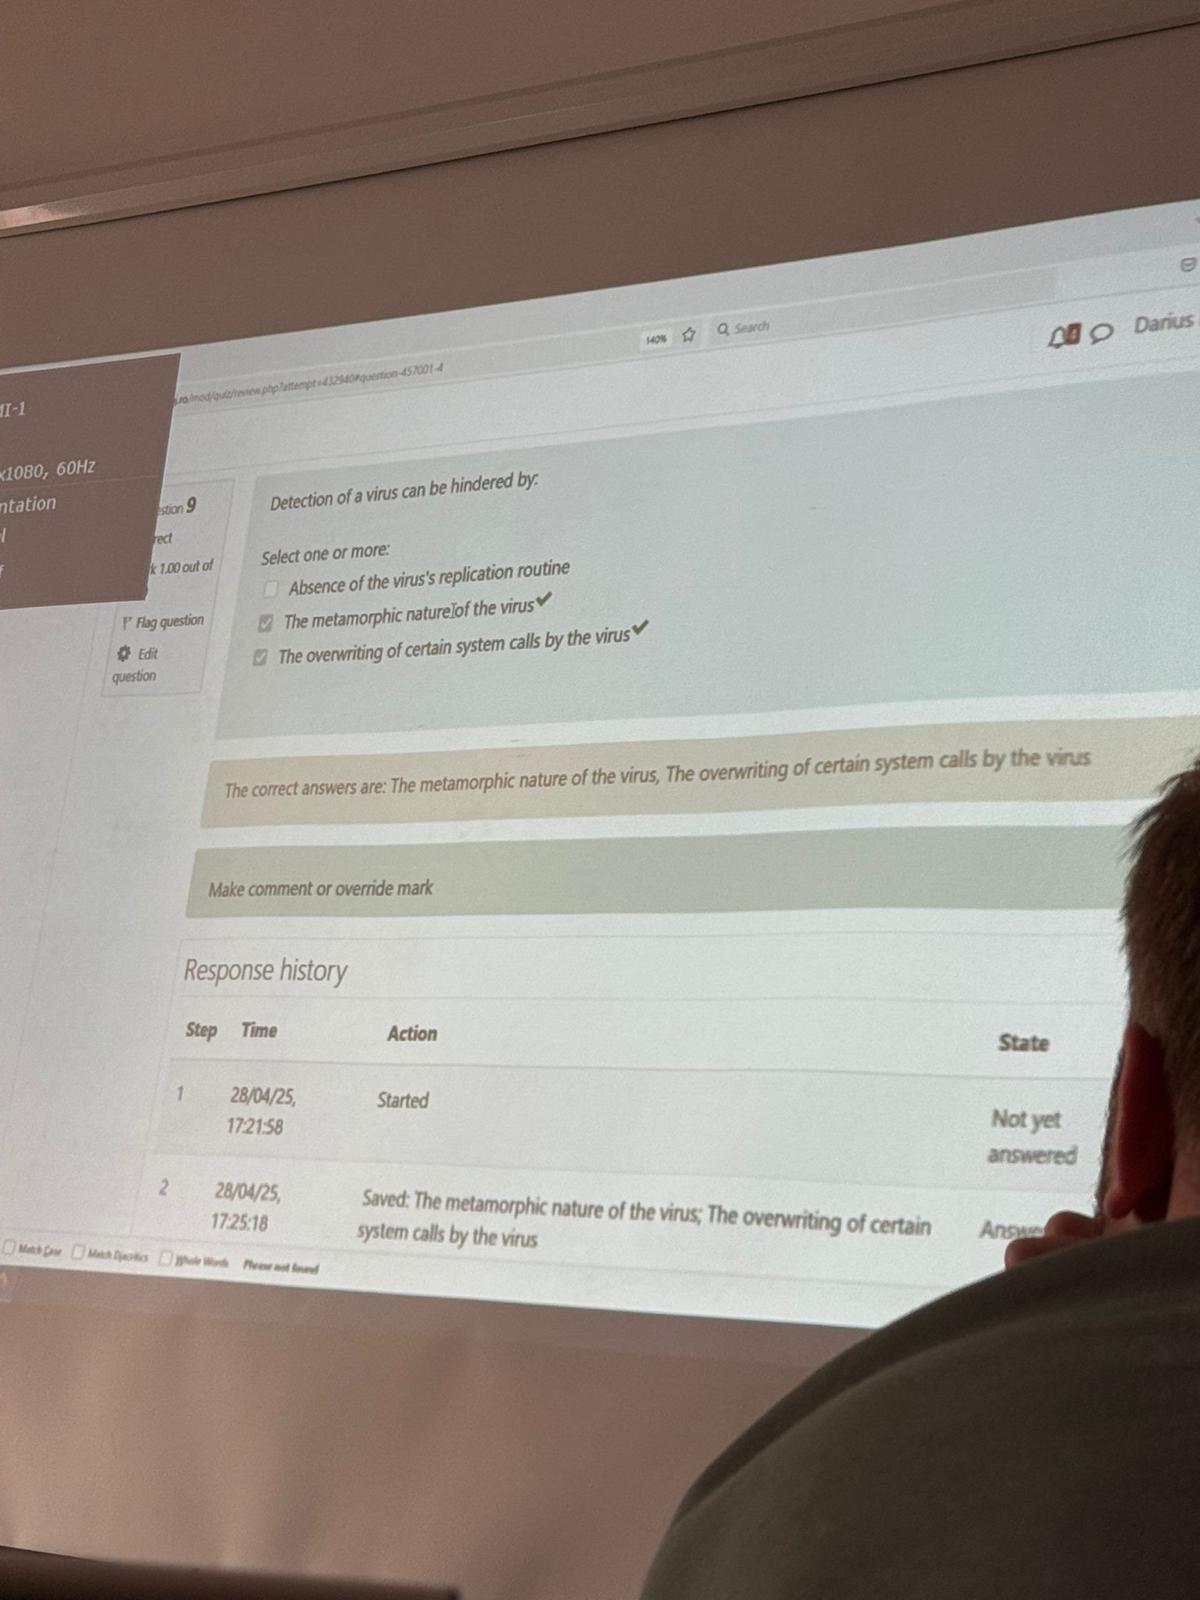 MI-1
x1080, 60Hz
ntation
ro/mod/quiz/review.php?attempt=432940#question-457001-4
140%
Search
4
Darius
estion 9
rect
k 1.00 out of
Flag question
Edit
question
Detection of a virus can be hindered by:
Select one or more:
Absence of the virus's replication routine
The metamorphic nature of the virus
The overwriting of certain system calls by the virus
The correct answers are: The metamorphic nature of the virus, The overwriting of certain system calls by the virus
Make comment or override mark
Response history
Step Time Action State
1 28/04/25, Started Not yet
17:21:58 answered
2 28/04/25, Saved: The metamorphic nature of the virus; The overwriting of certain Answe
17:25:18 system calls by the virus
Match Case Match Diacritics Whole Words Phrase not found